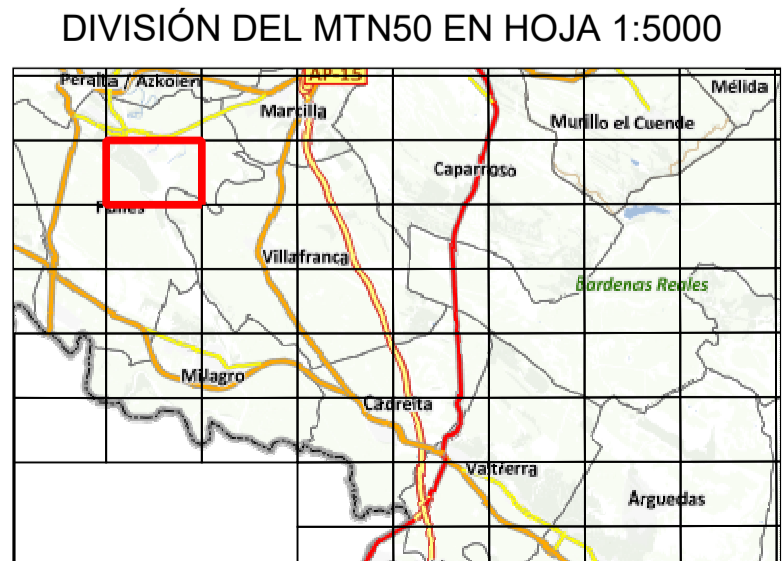 DIVISIÓN DEL MTN50 EN HOJA 1:5000
Peralta / Azkoien
AP-15
Mélida
Marcilla
Murillo el Cuende
Caparroso
Funes
Villafranca
Bardenas Reales
Milagro
Cadreita
Valtierra
Arguedas